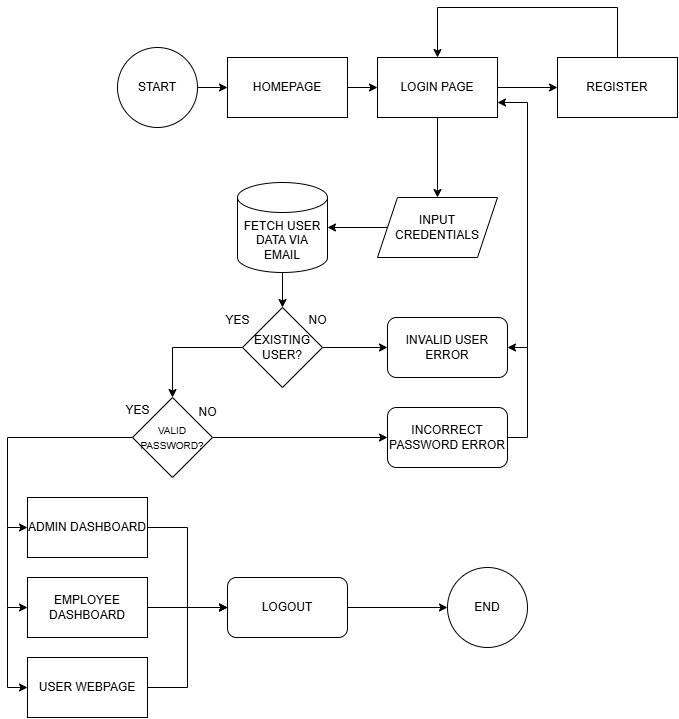 START
HOMEPAGE
LOGIN PAGE
REGISTER
INPUT
CREDENTIALS
FETCH USER
DATA VIA
EMAIL
YES
NO
EXISTING
USER?
INVALID USER
ERROR
YES
NO
VALID
PASSWORD?
INCORRECT
PASSWORD ERROR
ADMIN DASHBOARD
EMPLOYEE
DASHBOARD
LOGOUT
END
USER WEBPAGE